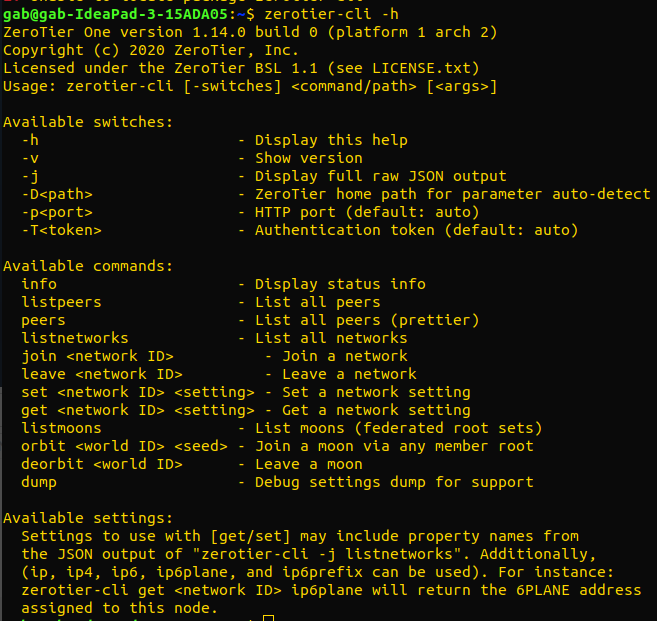 gab@gab-IdeaPad-3-15ADA05:~$ zerotier-cli -h
ZeroTier One version 1.14.0 build 0 (platform 1 arch 2)
Copyright (c) 2020 ZeroTier, Inc.
Licensed under the ZeroTier BSL 1.1 (see LICENSE.txt)
Usage: zerotier-cli [-switches] <command/path> [<args>]

Available switches:
  -h                      - Display this help
  -v                      - Show version
  -j                      - Display full raw JSON output
  -D<path>                - ZeroTier home path for parameter auto-detect
  -p<port>                - HTTP port (default: auto)
  -T<token>               - Authentication token (default: auto)

Available commands:
  info                    - Display status info
  listpeers               - List all peers
  peers                   - List all peers (prettier)
  listnetworks            - List all networks
  join <network ID>          - Join a network
  leave <network ID>         - Leave a network
  set <network ID> <setting> - Set a network setting
  get <network ID> <setting> - Get a network setting
  listmoons               - List moons (federated root sets)
  orbit <world ID> <seed> - Join a moon via any member root
  deorbit <world ID>      - Leave a moon
  dump                    - Debug settings dump for support

Available settings:
  Settings to use with [get/set] may include property names from
  the JSON output of "zerotier-cli -j listnetworks". Additionally,
  (ip, ip4, ip6, ip6plane, and ip6prefix can be used). For instance:
  zerotier-cli get <network ID> ip6plane will return the 6PLANE address
  assigned to this node.